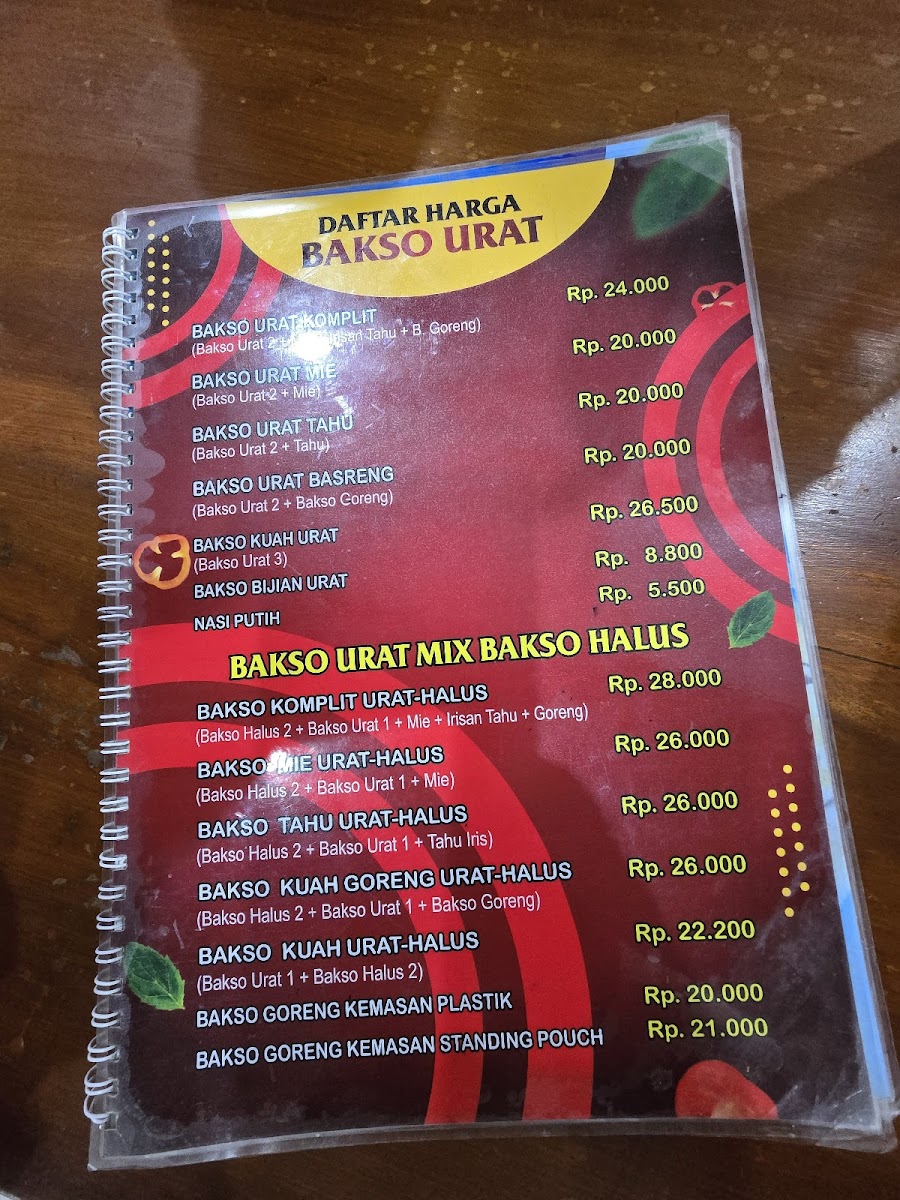 DAFTAR HARGA
BAKSO URAT
BAKSO URAT KOMPLIT Rp. 24.000
(Bakso Urat 2 + Tahu + B. Goreng)
BAKSO URAT MIE Rp. 20.000
(Bakso Urat 2 + Mie)
BAKSO URAT TAHU Rp. 20.000
(Bakso Urat 2 + Tahu)
BAKSO URAT BASRENG Rp. 20.000
(Bakso Urat 2 + Bakso Goreng)
BAKSO KUAH URAT Rp. 26.500
(Bakso Urat 3)
BAKSO BIJIAN URAT Rp. 8.800
NASI PUTIH Rp. 5.500
BAKSO URAT MIX BAKSO HALUS
BAKSO KOMPLIT URAT-HALUS Rp. 28.000
(Bakso Halus 2 + Bakso Urat 1 + Mie + Irisan Tahu + Goreng)
BAKSO MIE URAT-HALUS Rp. 26.000
(Bakso Halus 2 + Bakso Urat 1 + Mie)
BAKSO TAHU URAT-HALUS Rp. 26.000
(Bakso Halus 2 + Bakso Urat 1 + Tahu Iris)
BAKSO KUAH GORENG URAT-HALUS Rp. 26.000
(Bakso Halus 2 + Bakso Urat 1 + Bakso Goreng)
BAKSO KUAH URAT-HALUS Rp. 22.200
(Bakso Urat 1 + Bakso Halus 2)
BAKSO GORENG KEMASAN PLASTIK Rp. 20.000
BAKSO GORENG KEMASAN STANDING POUCH Rp. 21.000